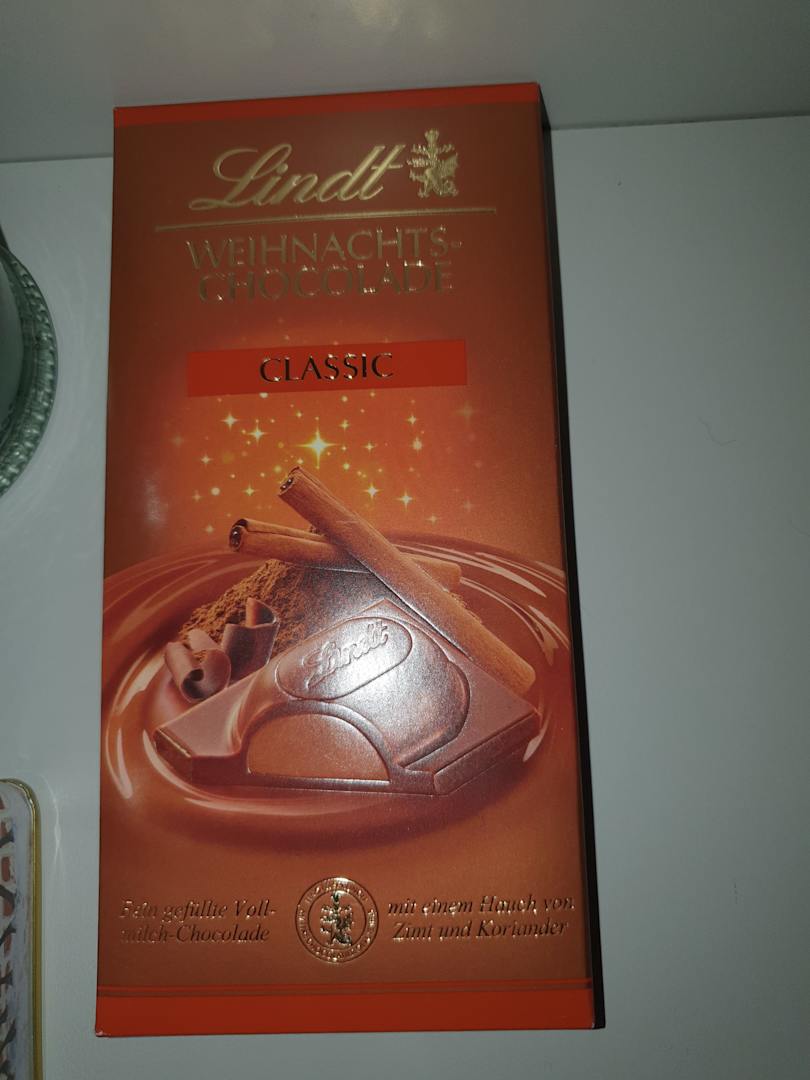 Lindt
WEIHNACHTS-
CHOCOLADE
CLASSIC
Lindt
Fein gefüllte Voll-
milch-Chocolade
mit einem Hauch von
Zimt und Koriander